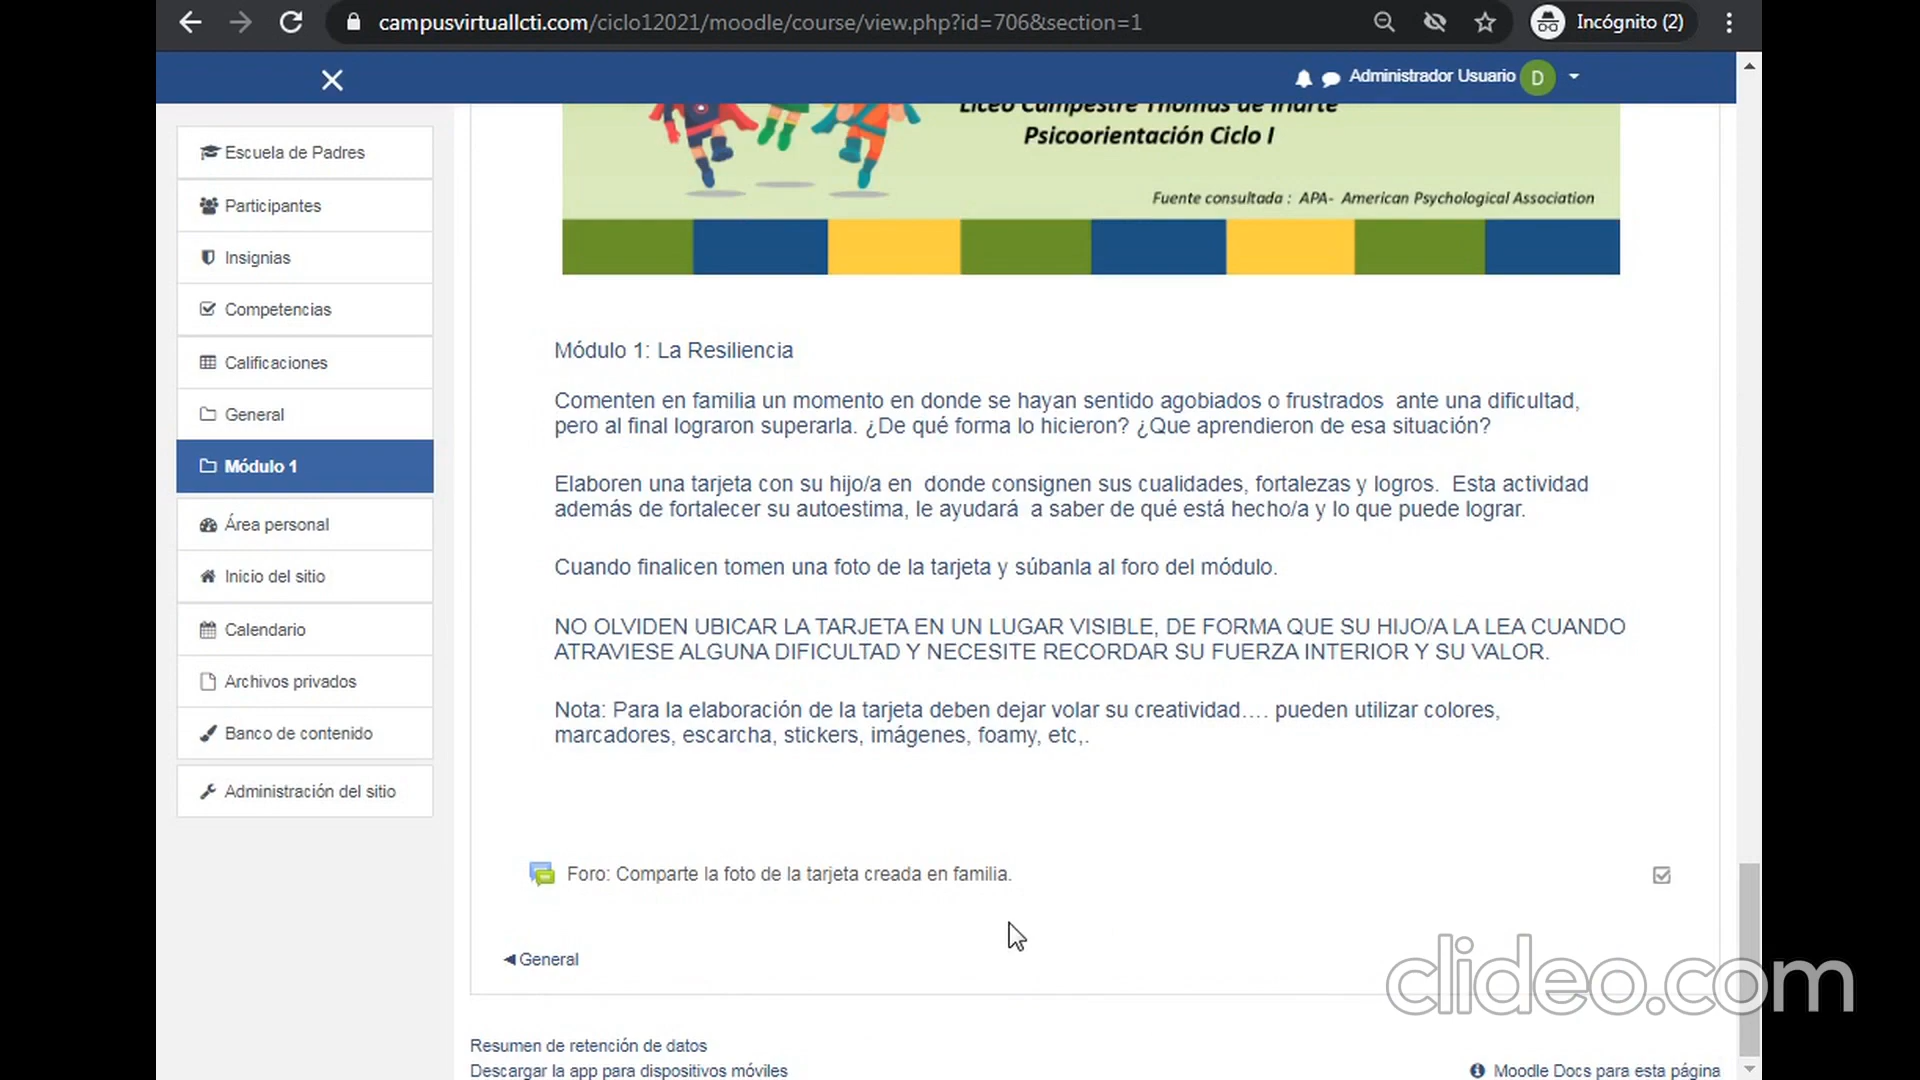 campusvirtuallcti.com/ciclo12021/moodle/course/view.php?id=706&section=1
Incógnito (2)
Administrador Usuario
D
Escuela de Padres
Participantes
Insignias
Competencias
Calificaciones
General
Módulo 1
Área personal
Inicio del sitio
Calendario
Archivos privados
Banco de contenido
Administración del sitio
Liceo Campestre Thomas de Iriarte
Psicoorientación Ciclo I
Fuente consultada : APA- American Psychological Association
Módulo 1: La Resiliencia
Comenten en familia un momento en donde se hayan sentido agobiados o frustrados ante una dificultad,
pero al final lograron superarla. ¿De qué forma lo hicieron? ¿Que aprendieron de esa situación?
Elaboren una tarjeta con su hijo/a en donde consignen sus cualidades, fortalezas y logros. Esta actividad
además de fortalecer su autoestima, le ayudará a saber de qué está hecho/a y lo que puede lograr.
Cuando finalicen tomen una foto de la tarjeta y súbanla al foro del módulo.
NO OLVIDEN UBICAR LA TARJETA EN UN LUGAR VISIBLE, DE FORMA QUE SU HIJO/A LA LEA CUANDO
ATRAVIESE ALGUNA DIFICULTAD Y NECESITE RECORDAR SU FUERZA INTERIOR Y SU VALOR.
Nota: Para la elaboración de la tarjeta deben dejar volar su creatividad…. pueden utilizar colores,
marcadores, escarcha, stickers, imágenes, foamy, etc,.
Foro: Comparte la foto de la tarjeta creada en familia.
◀ General
clideo.com
Resumen de retención de datos
Descargar la app para dispositivos móviles
Moodle Docs para esta página